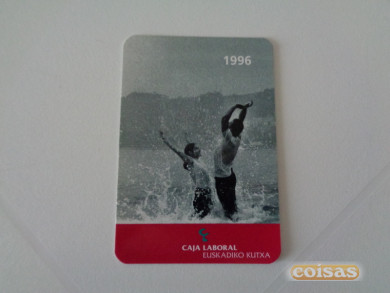 1996
CAJA LABORAL
EUSKADIKO KUTXA
coisas